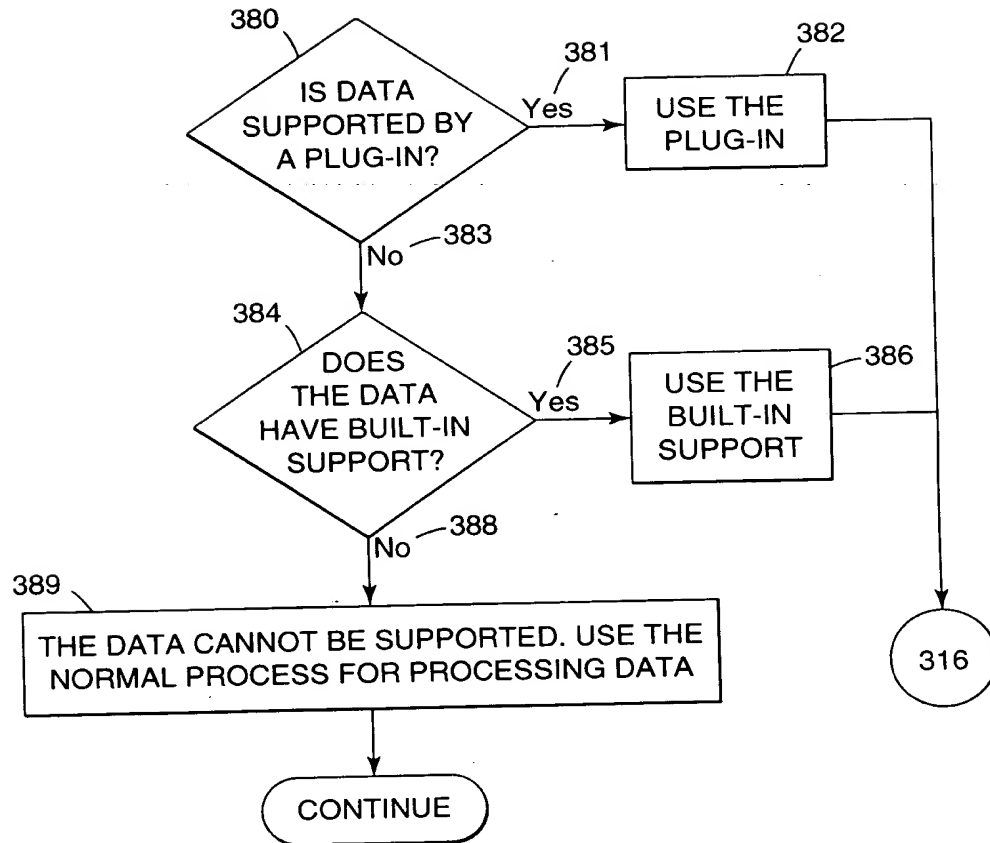 380
IS DATA
SUPPORTED BY
A PLUG-IN?
381
Yes
382
USE THE
PLUG-IN
No
383
384
DOES
THE DATA
HAVE BUILT-IN
SUPPORT?
385
Yes
386
USE THE
BUILT-IN
SUPPORT
No
388
389
THE DATA CANNOT BE SUPPORTED. USE THE
NORMAL PROCESS FOR PROCESSING DATA
316
CONTINUE